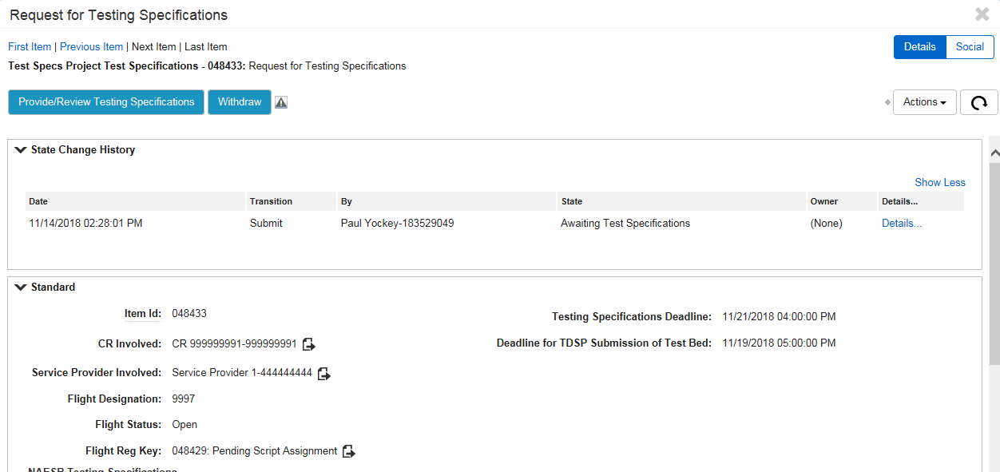 Request for Testing Specifications
First Item | Previous Item | Next Item | Last Item
Details Social
Test Specs Project Test Specifications - 048433: Request for Testing Specifications
Provide/Review Testing Specifications Withdraw Actions
State Change History
Show Less
Date Transition By State Owner Details...
11/14/2018 02:28:01 PM Submit Paul Yockey-183529049 Awaiting Test Specifications (None) Details...
Standard
Item Id: 048433
Testing Specifications Deadline: 11/21/2018 04:00:00 PM
CR Involved: CR 999999991-999999991
Deadline for TDSP Submission of Test Bed: 11/19/2018 05:00:00 PM
Service Provider Involved: Service Provider 1-444444444
Flight Designation: 9997
Flight Status: Open
Flight Reg Key: 048429: Pending Script Assignment
NAESB Testing Specifications